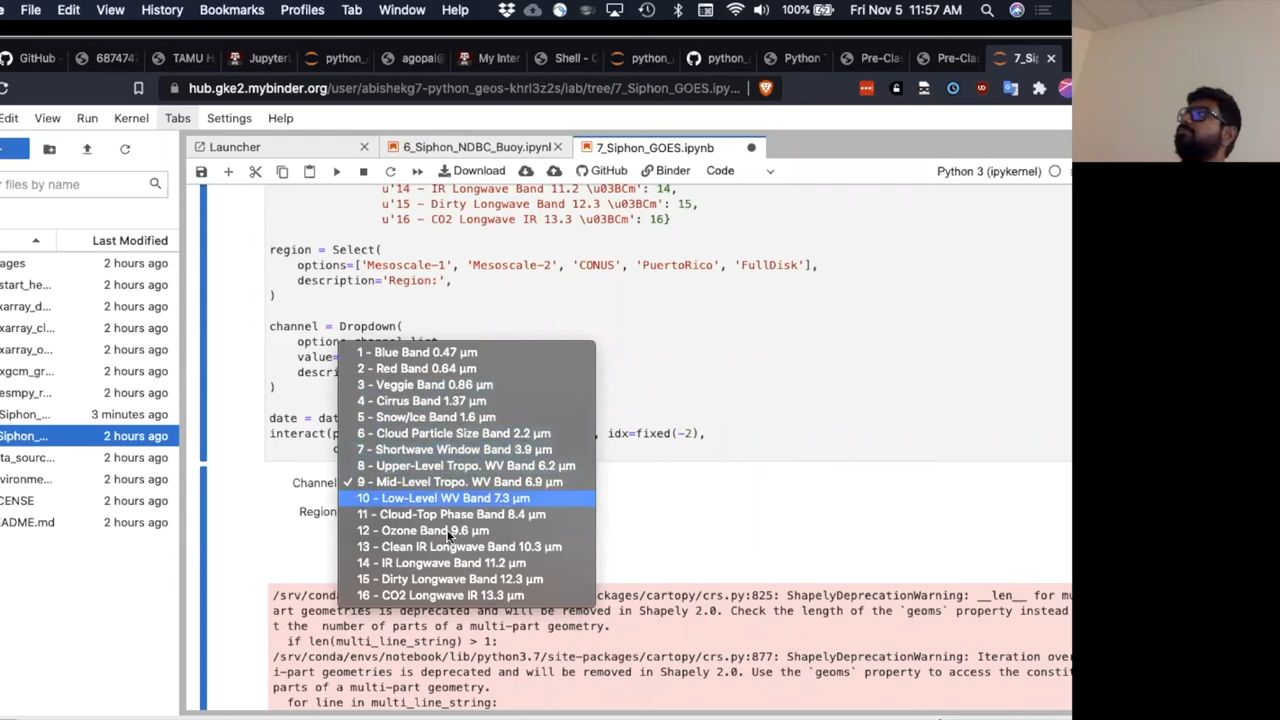 s Edit View History Bookmarks Profiles Tab Window Help 100% Fri Nov 5 11:57 AM
GitHub 6874747 TAMU H Jupyter python_ agopal My Inter Shell - C python_ python_ Python Pre-Cla Pre-Cla 7_Si
hub.gke2.mybinder.org/user/abishekg7-python_geos-khrl3z2s/lab/tree/7_Siphon_GOES.ipy...
Edit View Run Kernel Tabs Settings Help
Launcher 6_Siphon_NDBC_Buoy.ipynb 7_Siphon_GOES.ipynb
Download GitHub Binder Code Python 3 (ipykernel)
files by name
Last Modified
ages 2 hours ago
start_he... 2 hours ago
xarray_d... 2 hours ago
xarray_cl... 2 hours ago
xarray_o... 2 hours ago
xgcm_gr... 2 hours ago
esmpy_r... 2 hours ago
Siphon_... 3 minutes ago
Siphon_... 2 hours ago
ta_sourc... 2 hours ago
nvironme... 2 hours ago
CENSE 2 hours ago
EADME.md 2 hours ago
u'14 - IR Longwave Band 11.2 \u03BCm': 14,
u'15 - Dirty Longwave Band 12.3 \u03BCm': 15,
u'16 - CO2 Longwave IR 13.3 \u03BCm': 16}
region = Select(
options=['Mesoscale-1', 'Mesoscale-2', 'CONUS', 'PuertoRico', 'FullDisk'],
description='Region:',
)
channel = Dropdown(
value=
descri
)
date = dat
interact(p , idx=fixed(-2),
c
Channel
Region
1 - Blue Band 0.47 µm
2 - Red Band 0.64 µm
3 - Veggie Band 0.86 µm
4 - Cirrus Band 1.37 µm
5 - Snow/Ice Band 1.6 µm
6 - Cloud Particle Size Band 2.2 µm
7 - Shortwave Window Band 3.9 µm
8 - Upper-Level Tropo. WV Band 6.2 µm
✓ 9 - Mid-Level Tropo. WV Band 6.9 µm
10 - Low-Level WV Band 7.3 µm
11 - Cloud-Top Phase Band 8.4 µm
12 - Ozone Band 9.6 µm
13 - Clean IR Longwave Band 10.3 µm
14 - IR Longwave Band 11.2 µm
15 - Dirty Longwave Band 12.3 µm
16 - CO2 Longwave IR 13.3 µm
/srv/conda ckages/cartopy/crs.py:825: ShapelyDeprecationWarning: __len__ for mu
art geometries is deprecated and will be removed in Shapely 2.0. Check the length of the `geoms` property instead
t the number of parts of a multi-part geometry.
if len(multi_line_string) > 1:
/srv/conda/envs/notebook/lib/python3.7/site-packages/cartopy/crs.py:877: ShapelyDeprecationWarning: Iteration over
i-part geometries is deprecated and will be removed in Shapely 2.0. Use the `geoms` property to access the constit
parts of a multi-part geometry.
for line in multi_line_string: